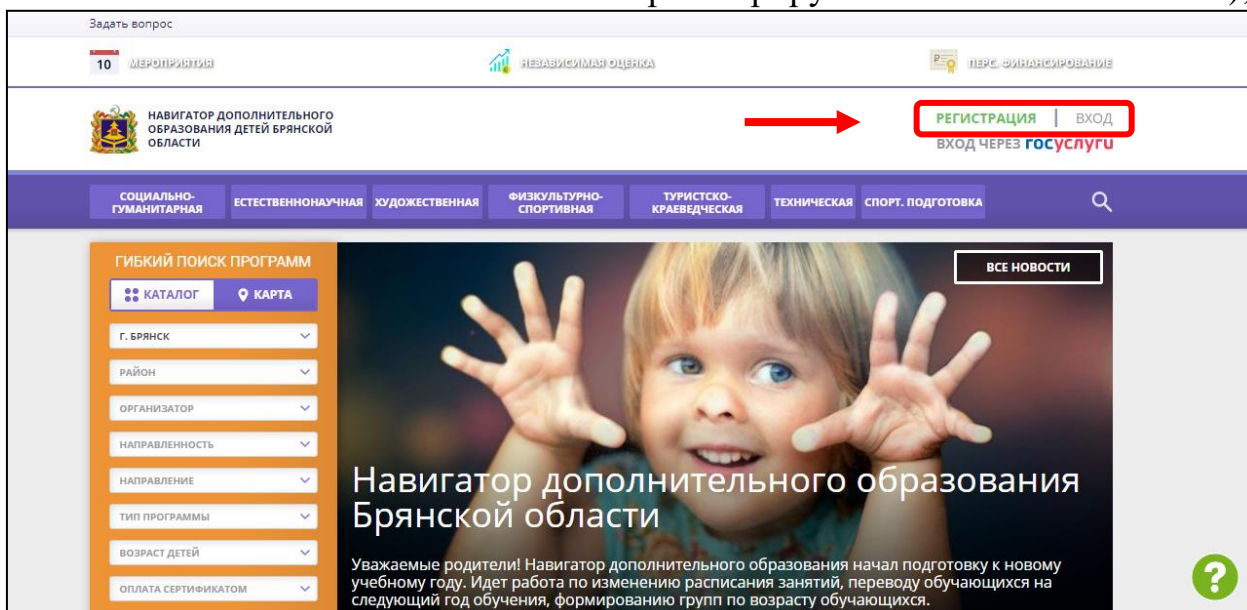 Задать вопрос
10 МЕРОПРИЯТИЯ
НЕЗАВИСИМАЯ ОЦЕНКА
ПЕРС. ФИНАНСИРОВАНИЕ
НАВИГАТОР ДОПОЛНИТЕЛЬНОГО
ОБРАЗОВАНИЯ ДЕТЕЙ БРЯНСКОЙ
ОБЛАСТИ
РЕГИСТРАЦИЯ | ВХОД
ВХОД ЧЕРЕЗ госуслуги
СОЦИАЛЬНО-
ГУМАНИТАРНАЯ
ЕСТЕСТВЕННОНАУЧНАЯ
ХУДОЖЕСТВЕННАЯ
ФИЗКУЛЬТУРНО-
СПОРТИВНАЯ
ТУРИСТСКО-
КРАЕВЕДЧЕСКАЯ
ТЕХНИЧЕСКАЯ
СПОРТ. ПОДГОТОВКА
ГИБКИЙ ПОИСК ПРОГРАММ
КАТАЛОГ
КАРТА
Г. БРЯНСК
РАЙОН
ОРГАНИЗАТОР
НАПРАВЛЕННОСТЬ
НАПРАВЛЕНИЕ
ТИП ПРОГРАММЫ
ВОЗРАСТ ДЕТЕЙ
ОПЛАТА СЕРТИФИКАТОМ
ВСЕ НОВОСТИ
Навигатор дополнительного образования
Брянской области
Уважаемые родители! Навигатор дополнительного образования начал подготовку к новому
учебному году. Идет работа по изменению расписания занятий, переводу обучающихся на
следующий год обучения, формированию групп по возрасту обучающихся.
?